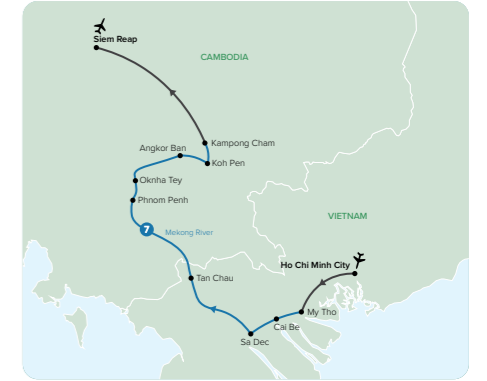 Siem Reap
CAMBODIA
Kampong Cham
Angkor Ban
Koh Pen
Oknha Tey
Phnom Penh
VIETNAM
7
Mekong River
Ho Chi Minh City
Tan Chau
My Tho
Cai Be
Sa Dec